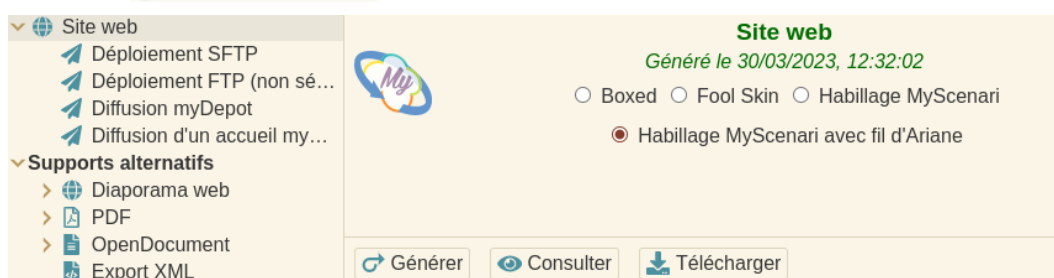 Site web
Déploiement SFTP
Déploiement FTP (non sé…
Diffusion myDepot
Diffusion d'un accueil my…
Supports alternatifs
Diaporama web
PDF
OpenDocument
Export XML
Site web
Généré le 30/03/2023, 12:32:02
My
Boxed Fool Skin Habillage MyScenari
Habillage MyScenari avec fil d'Ariane
Générer Consulter Télécharger